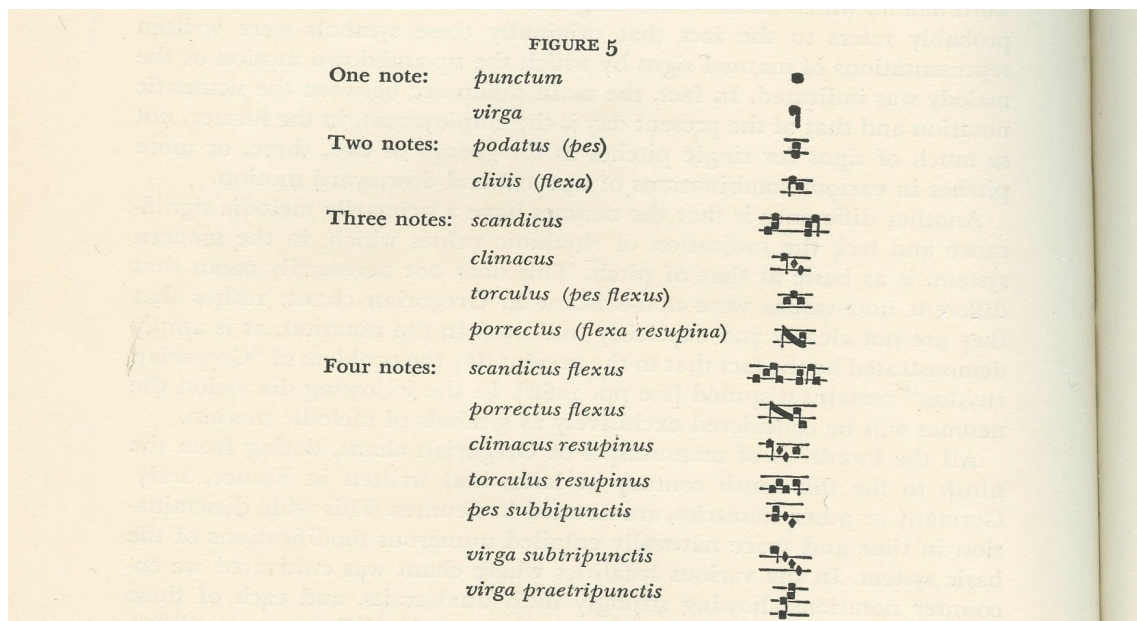 FIGURE 5
One note: punctum
virga
Two notes: podatus (pes)
clivis (flexa)
Three notes: scandicus
climacus
torculus (pes flexus)
porrectus (flexa resupina)
Four notes: scandicus flexus
porrectus flexus
climacus resupinus
torculus resupinus
pes subbipunctis
virga subtripunctis
virga praetripunctis